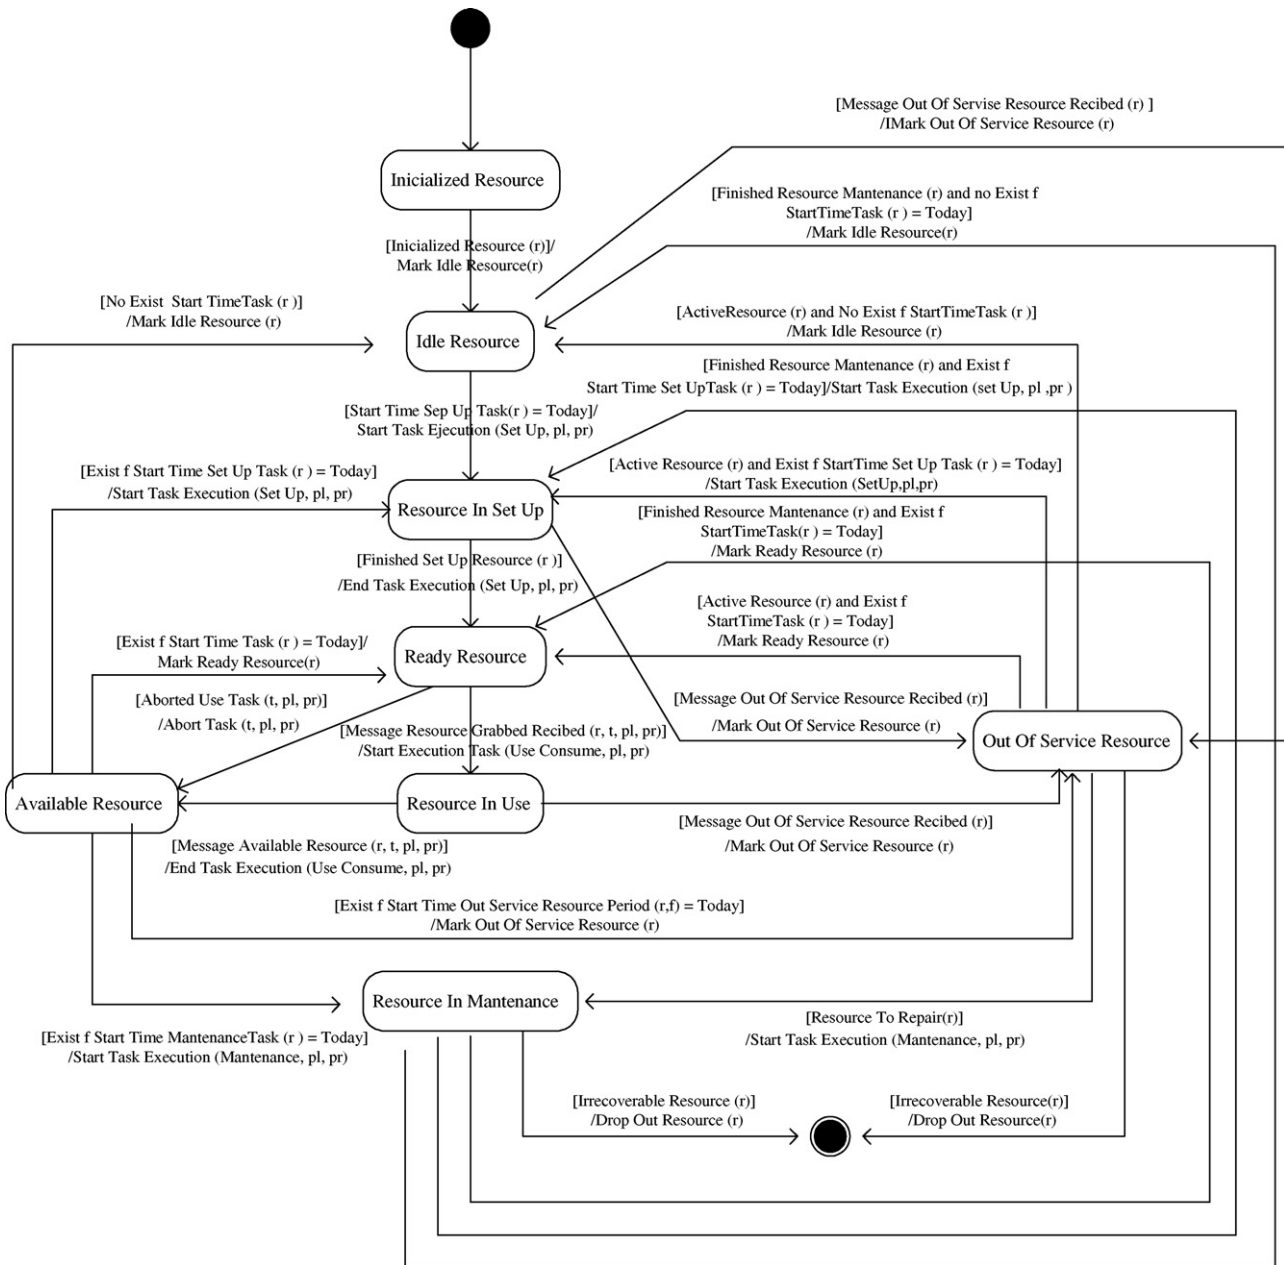 [Message Out Of Servise Resource Recibed (r) ]
/IMark Out Of Service Resource (r)
Inicialized Resource
[Finished Resource Mantenance (r) and no Exist f
StartTimeTask (r ) = Today]
/Mark Idle Resource(r)
[Inicialized Resource (r)]/
Mark Idle Resource(r)
[No Exist Start TimeTask (r )]
/Mark Idle Resource (r)
[ActiveResource (r) and No Exist f StartTimeTask (r )]
/Mark Idle Resource (r)
Idle Resource
[Finished Resource Mantenance (r) and Exist f
Start Time Set UpTask (r ) = Today]/Start Task Execution (set Up, pl ,pr )
[Start Time Sep Up Task(r ) = Today]/
Start Task Ejecution (Set Up, pl, pr)
[Exist f Start Time Set Up Task (r ) = Today]
/Start Task Execution (Set Up, pl, pr)
[Active Resource (r) and Exist f StartTime Set Up Task (r ) = Today]
/Start Task Execution (SetUp,pl,pr)
Resource In Set Up
[Finished Resource Mantenance (r) and Exist f
StartTimeTask(r ) = Today]
/Mark Ready Resource (r)
[Finished Set Up Resource (r )]
/End Task Execution (Set Up, pl, pr)
[Active Resource (r) and Exist f
StartTimeTask (r ) = Today]
/Mark Ready Resource (r)
[Exist f Start Time Task (r ) = Today]/
Mark Ready Resource(r)
Ready Resource
[Aborted Use Task (t, pl, pr)]
/Abort Task (t, pl, pr)
[Message Resource Grabbed Recibed (r, t, pl, pr)]
/Start Execution Task (Use Consume, pl, pr)
[Message Out Of Service Resource Recibed (r)]
/Mark Out Of Service Resource (r)
Out Of Service Resource
Available Resource
Resource In Use
[Message Available Resource (r, t, pl, pr)]
/End Task Execution (Use Consume, pl, pr)
[Message Out Of Service Resource Recibed (r)]
/Mark Out Of Service Resource (r)
[Exist f Start Time Out Service Resource Period (r,f) = Today]
/Mark Out Of Service Resource (r)
Resource In Mantenance
[Exist f Start Time MantenanceTask (r ) = Today]
/Start Task Execution (Mantenance, pl, pr)
[Resource To Repair(r)]
/Start Task Execution (Mantenance, pl, pr)
[Irrecoverable Resource (r)]
/Drop Out Resource (r)
[Irrecoverable Resource(r)]
/Drop Out Resource(r)